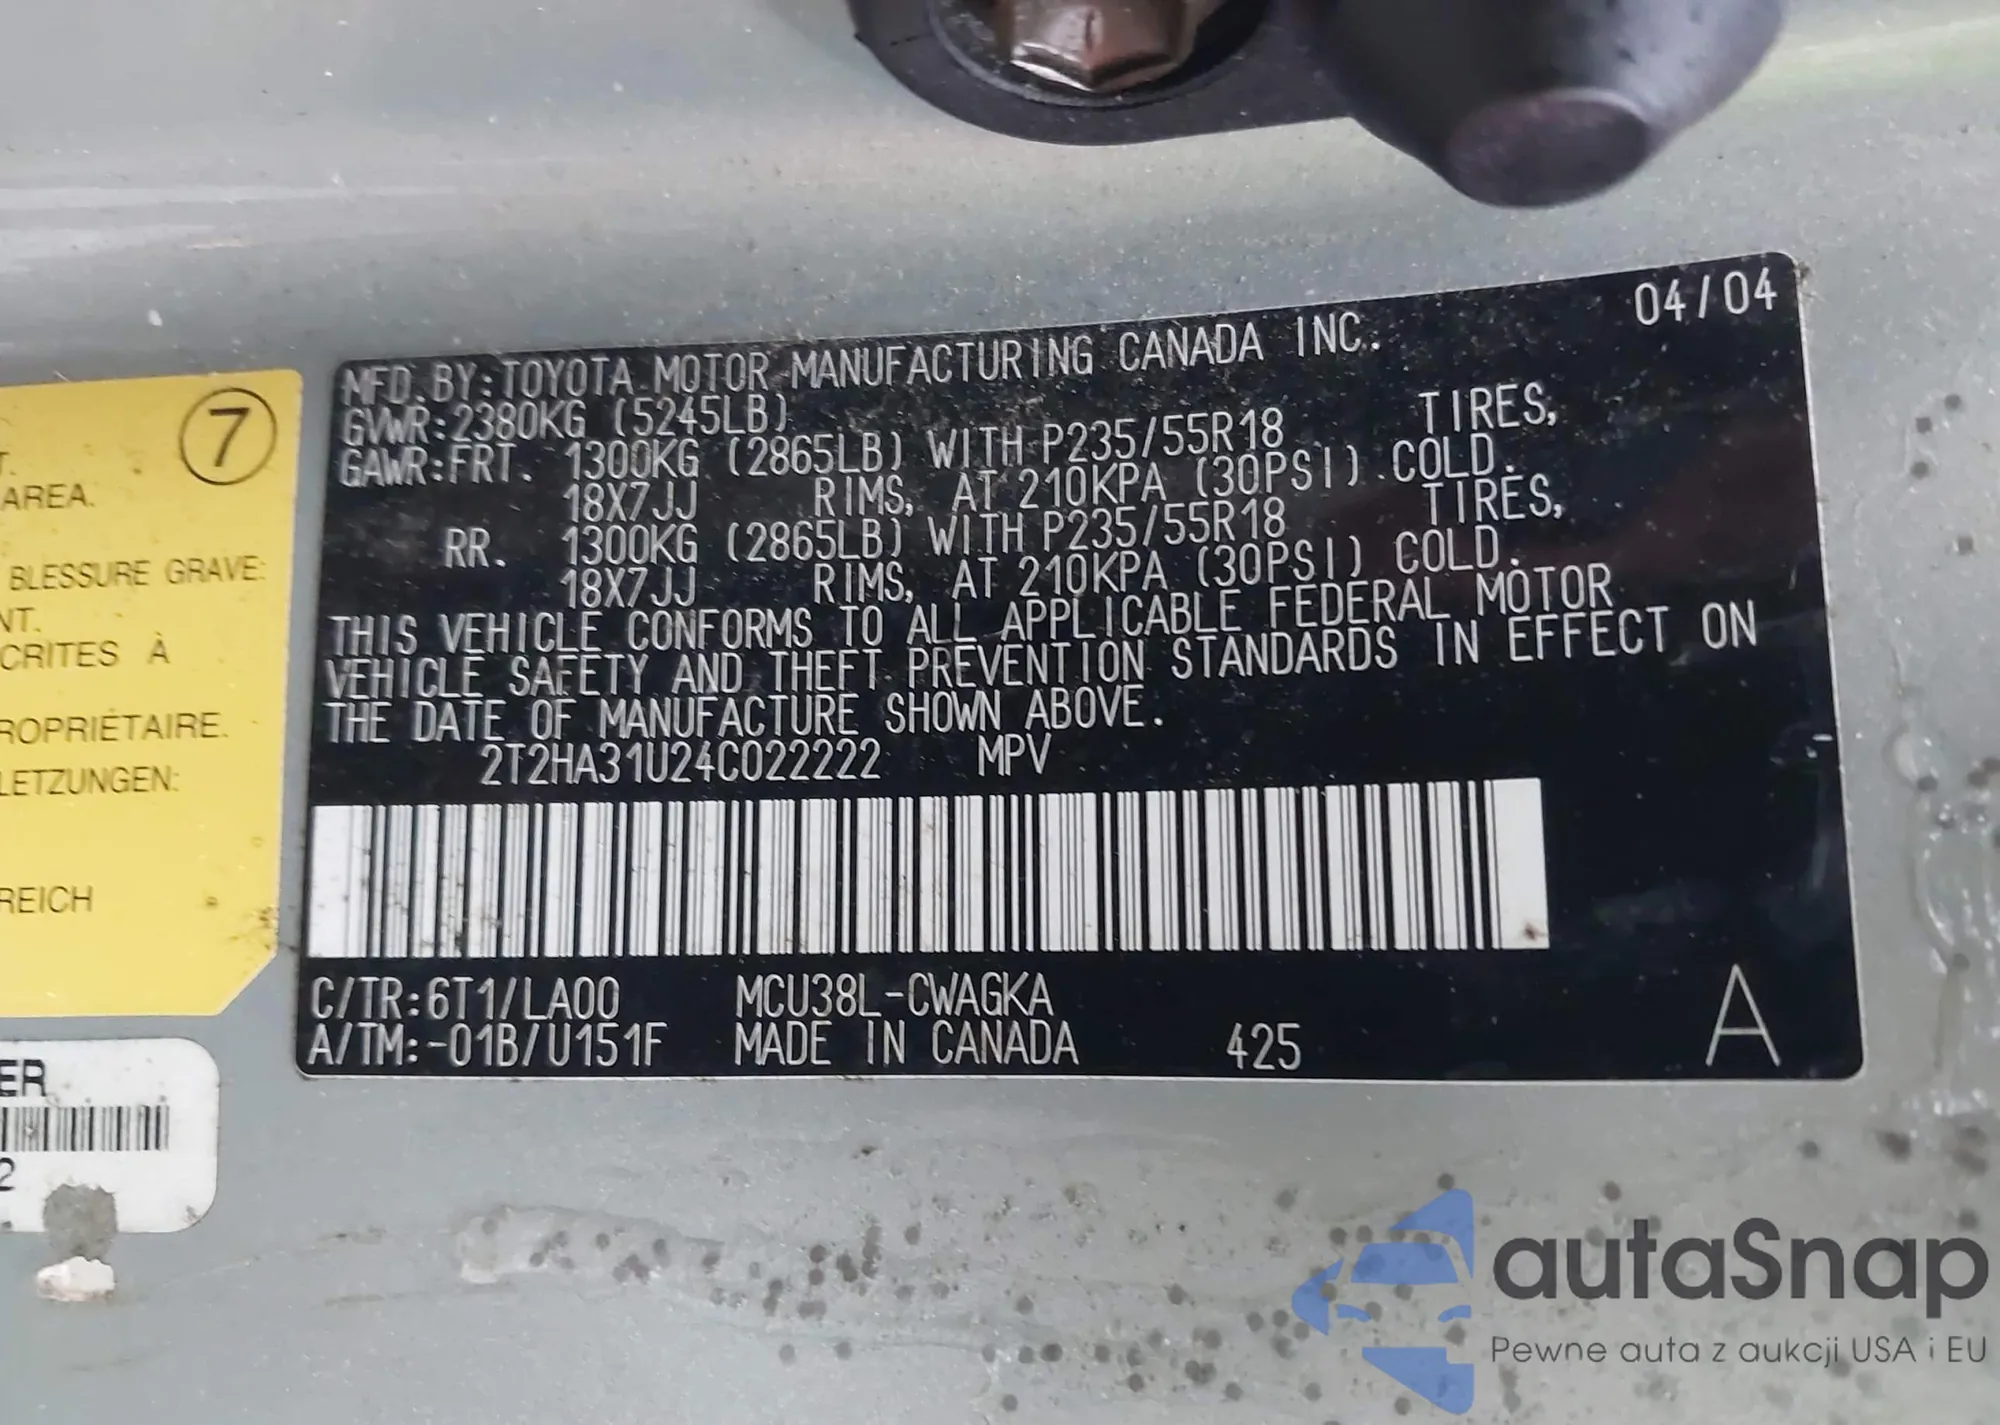 7
T.
AREA.
BLESSURE GRAVE:
NT.
CRITES À
ROPRIÉTAIRE.
LETZUNGEN:
REICH
ER
2
04/04
MFD. BY:TOYOTA MOTOR MANUFACTURING CANADA INC.
GVWR:2380KG (5245LB)
GAWR:FRT. 1300KG (2865LB) WITH P235/55R18 TIRES,
18X7JJ RIMS, AT 210KPA (30PSI) COLD.
RR. 1300KG (2865LB) WITH P235/55R18 TIRES,
18X7JJ RIMS, AT 210KPA (30PSI) COLD.
THIS VEHICLE CONFORMS TO ALL APPLICABLE FEDERAL MOTOR
VEHICLE SAFETY AND THEFT PREVENTION STANDARDS IN EFFECT ON
THE DATE OF MANUFACTURE SHOWN ABOVE.
2T2HA31U24C022222 MPV
C/TR:6T1/LA00 MCU38L-CWAGKA
A/TM:-01B/U151F MADE IN CANADA 425 A
autaSnap
Pewne auta z aukcji USA i EU